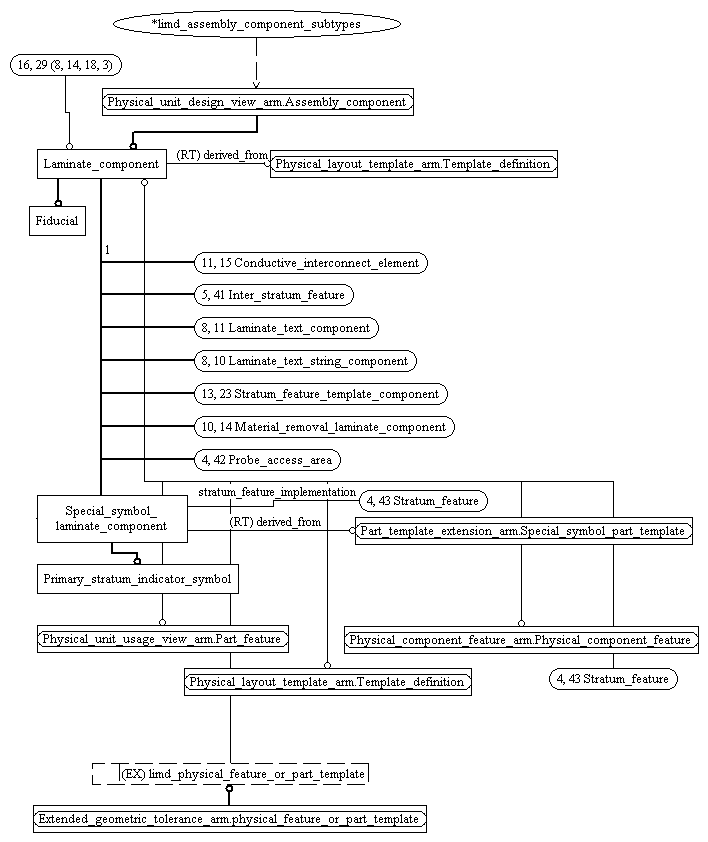 *limd_assembly_component_subtypes
16, 29 (8, 14, 18, 3)
Physical_unit_design_view_arm.Assembly_component
Laminate_component
(RT) derived_from
Physical_layout_template_arm.Template_definition
Fiducial
1
11, 15 Conductive_interconnect_element
5, 41 Inter_stratum_feature
8, 11 Laminate_text_component
8, 10 Laminate_text_string_component
13, 23 Stratum_feature_template_component
10, 14 Material_removal_laminate_component
4, 42 Probe_access_area
stratum_feature_implementation
4, 43 Stratum_feature
Special_symbol_
laminate_component
(RT) derived_from
Part_template_extension_arm.Special_symbol_part_template
Primary_stratum_indicator_symbol
Physical_unit_usage_view_arm.Part_feature
Physical_component_feature_arm.Physical_component_feature
Physical_layout_template_arm.Template_definition
4, 43 Stratum_feature
(EX) limd_physical_feature_or_part_template
Extended_geometric_tolerance_arm.physical_feature_or_part_template